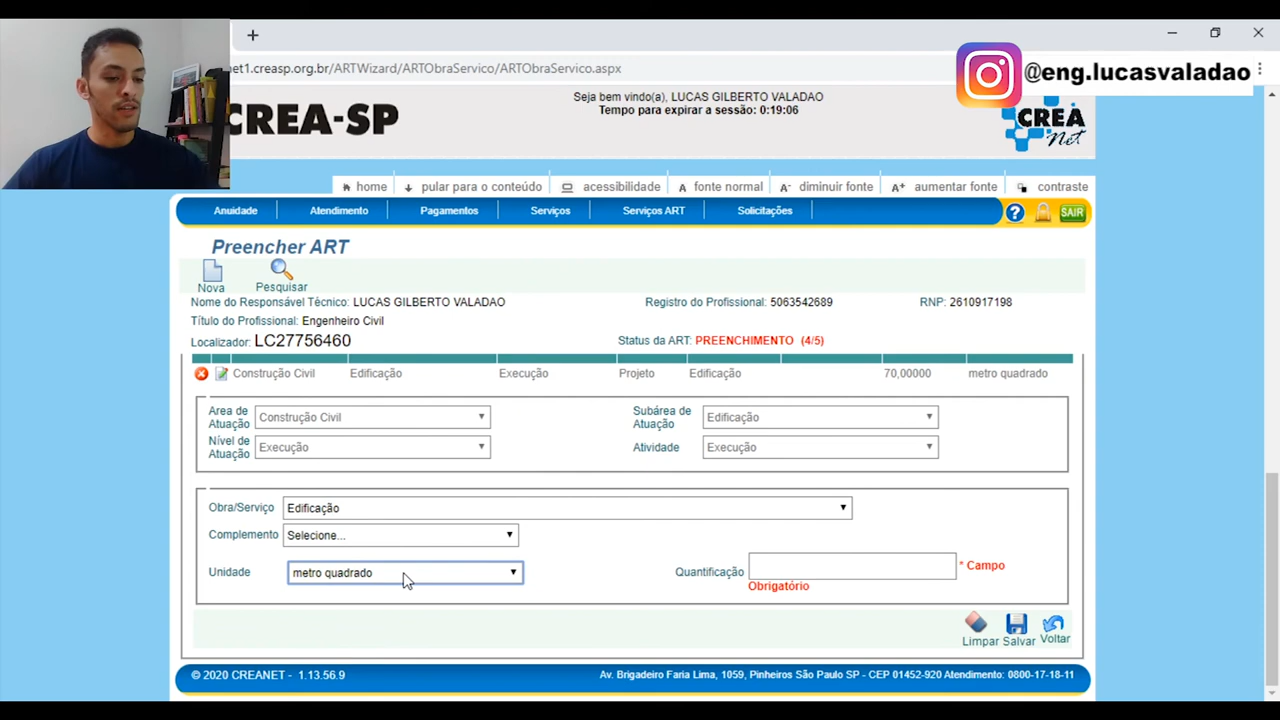 et1.creasp.org.br/ARTWizard/ARTObraServico/ARTObraServico.aspx
@eng.lucasvaladao
CREA-SP
Seja bem vindo(a), LUCAS GILBERTO VALADAO
Tempo para expirar a sessão: 0:19:06
CREA
Net
home pular para o conteúdo acessibilidade A fonte normal A- diminuir fonte A+ aumentar fonte contraste
Anuidade Atendimento Pagamentos Serviços Serviços ART Solicitações ? SAIR
Preencher ART
Nova Pesquisar
Nome do Responsável Técnico: LUCAS GILBERTO VALADAO Registro do Profissional: 5063542689 RNP: 2610917198
Título do Profissional: Engenheiro Civil
Localizador: LC27756460 Status da ART: PREENCHIMENTO (4/5)
Construção Civil Edificação Execução Projeto Edificação 70,00000 metro quadrado
Area de Atuação Construção Civil Subárea de Atuação Edificação
Nível de Atuação Execução Atividade Execução
Obra/Serviço Edificação
Complemento Selecione...
Unidade metro quadrado Quantificação * Campo
Obrigatório
Limpar Salvar Voltar
© 2020 CREANET - 1.13.56.9 Av. Brigadeiro Faria Lima, 1059, Pinheiros São Paulo SP - CEP 01452-920 Atendimento: 0800-17-18-11